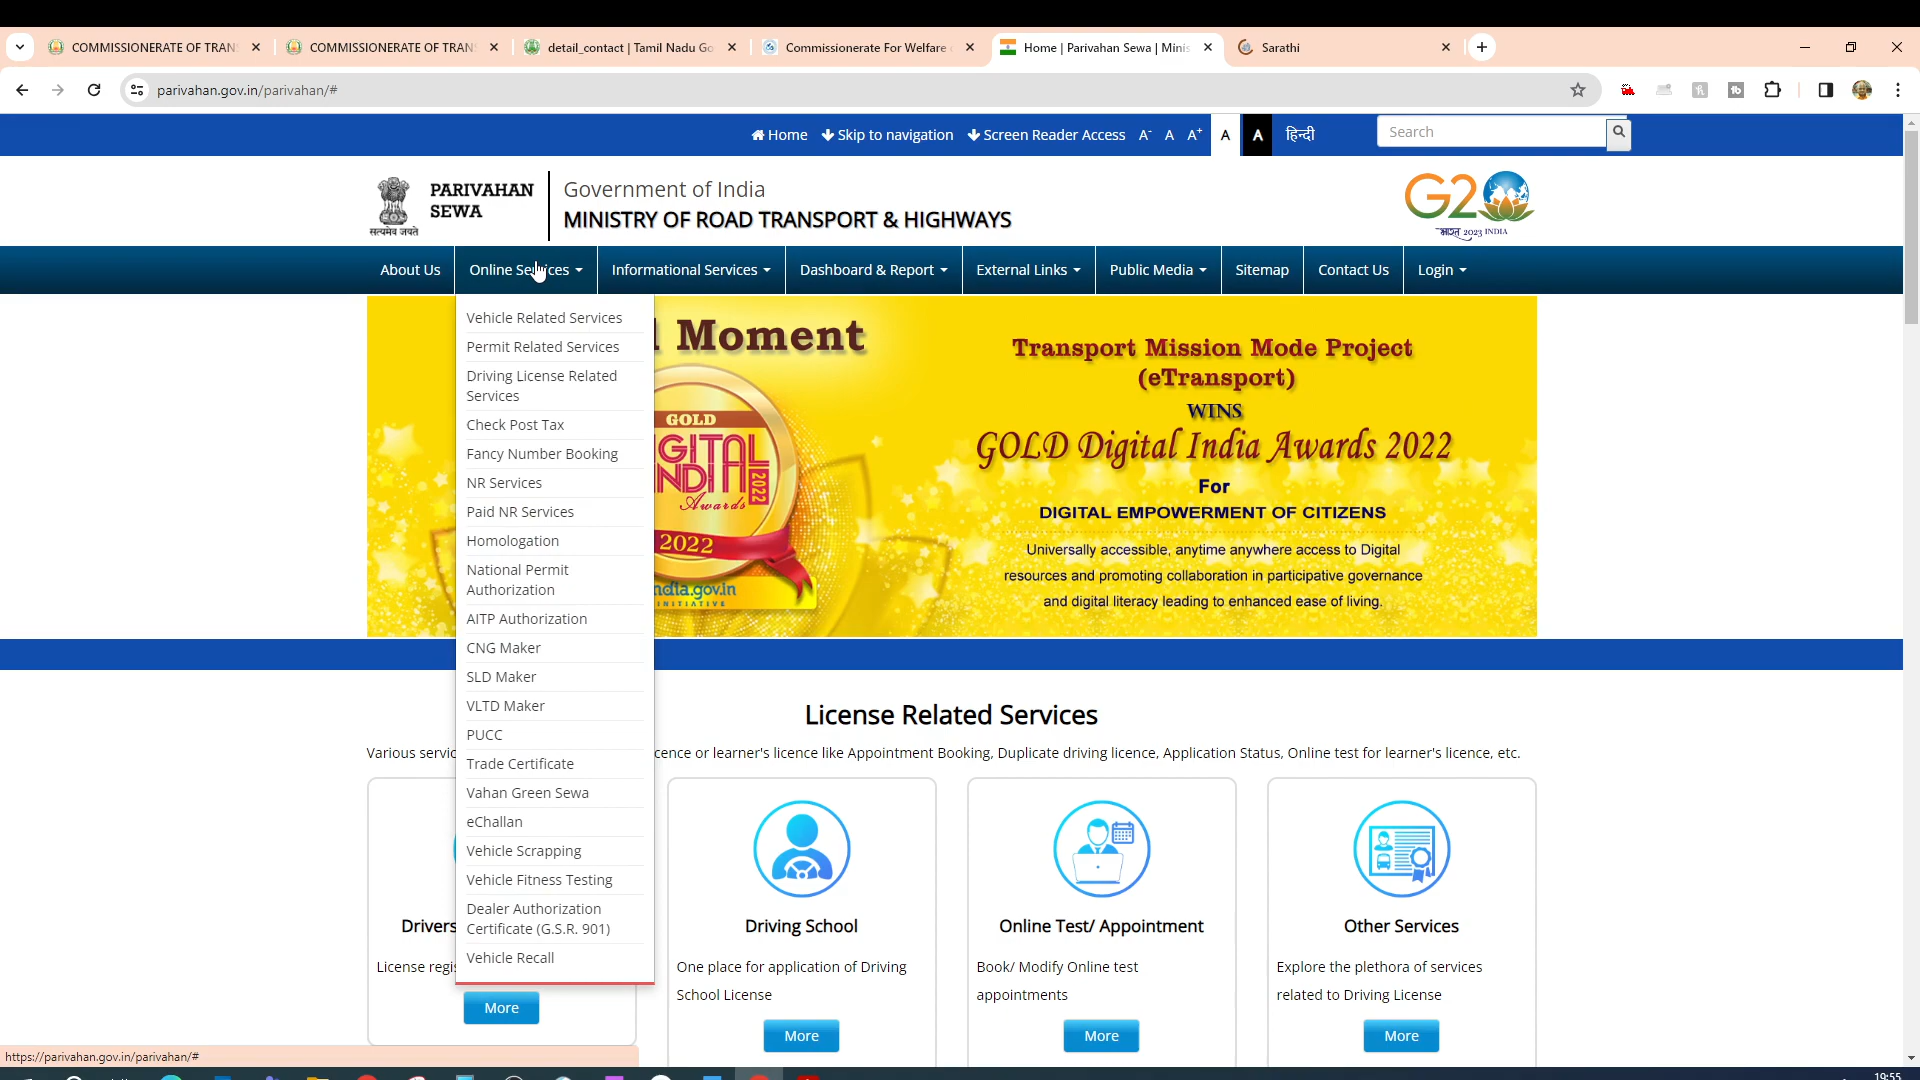 COMMISSIONERATE OF TRAN
COMMISSIONERATE OF TRAN
detail_contact | Tamil Nadu Go
Commissionerate For Welfare
Home | Parivahan Sewa | Minis
Sarathi
parivahan.gov.in/parivahan/#
Home
Skip to navigation
Screen Reader Access
A-
A
A+
A
A
हिन्दी
Search
PARIVAHAN
SEWA
सत्यमेव जयते
Government of India
MINISTRY OF ROAD TRANSPORT & HIGHWAYS
G20
भारत 2023 INDIA
About Us
Online Services
Informational Services
Dashboard & Report
External Links
Public Media
Sitemap
Contact Us
Login
Vehicle Related Services
Permit Related Services
Driving License Related
Services
Check Post Tax
Fancy Number Booking
NR Services
Paid NR Services
Homologation
National Permit
Authorization
AITP Authorization
CNG Maker
SLD Maker
VLTD Maker
PUCC
Trade Certificate
Vahan Green Sewa
eChallan
Vehicle Scrapping
Vehicle Fitness Testing
Dealer Authorization
Certificate (G.S.R. 901)
Vehicle Recall
Moment
GOLD
GITAL
INDIA
Awards
2022
2022
ndia.gov.in
INITIATIVE
Transport Mission Mode Project
(eTransport)
WINS
GOLD Digital India Awards 2022
For
DIGITAL EMPOWERMENT OF CITIZENS
Universally accessible, anytime anywhere access to Digital
resources and promoting collaboration in participative governance
and digital literacy leading to enhanced ease of living.
License Related Services
Various servic
cence or learner's licence like Appointment Booking, Duplicate driving licence, Application Status, Online test for learner's licence, etc.
Drivers
License regi
More
Driving School
One place for application of Driving
School License
More
Online Test/ Appointment
Book/ Modify Online test
appointments
More
Other Services
Explore the plethora of services
related to Driving License
More
https://parivahan.gov.in/parivahan/#
19:55